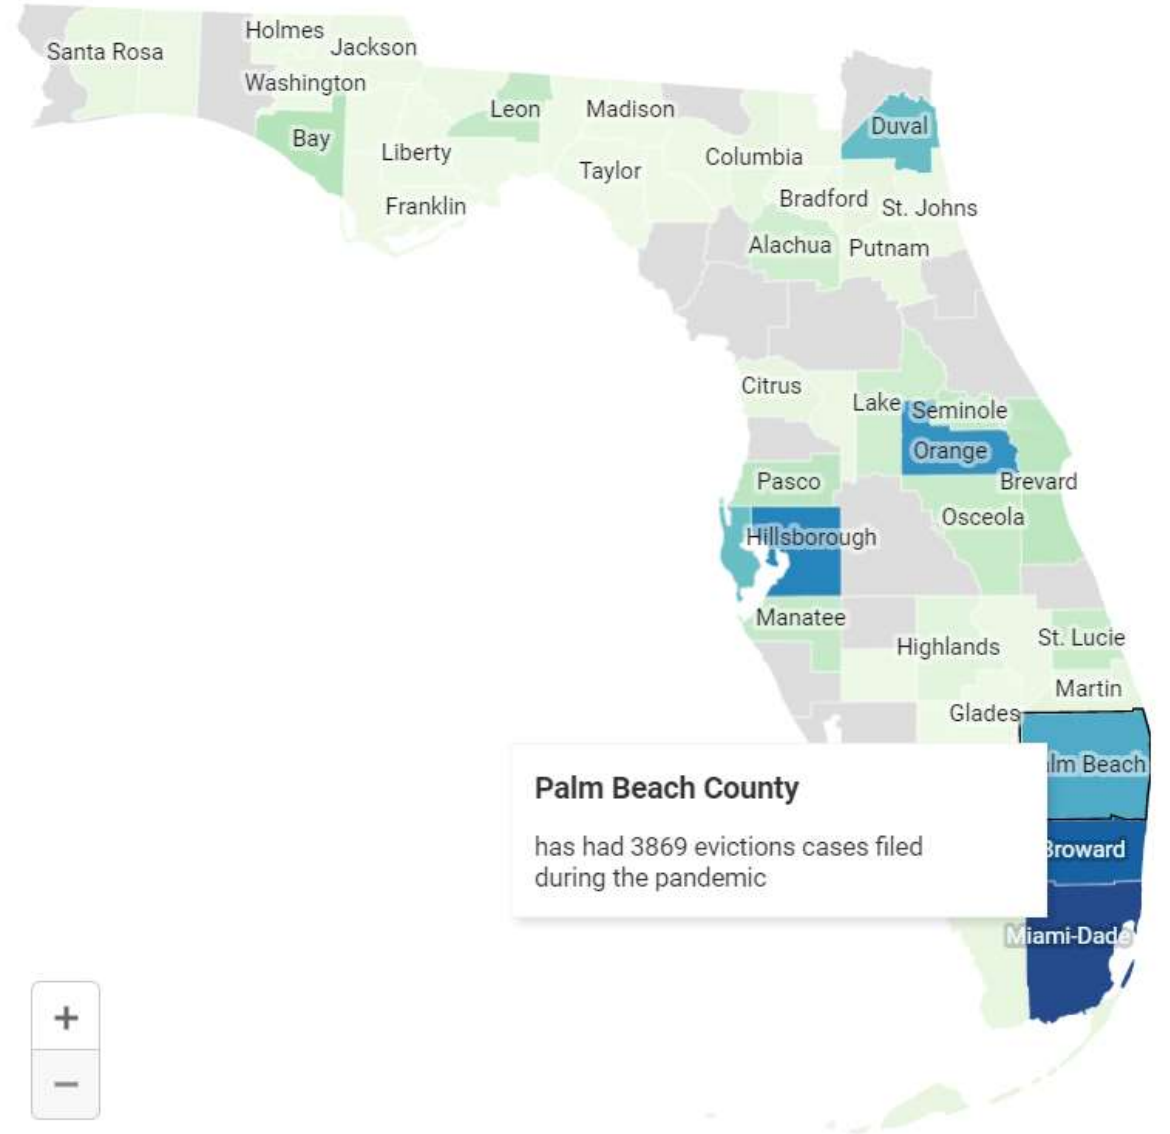 Holmes
Jackson
Santa Rosa
Washington
Leon
Madison
Duval
Bay
Liberty
Columbia
Taylor
Bradford
St. Johns
Franklin
Alachua
Putnam
Citrus
Lake
Seminole
Orange
Pasco
Brevard
Osceola
Hillsborough
Manatee
St. Lucie
Highlands
Martin
Glades
lm Beach
Palm Beach County
has had 3869 evictions cases filed
during the pandemic
Broward
Miami-Dade
+
−